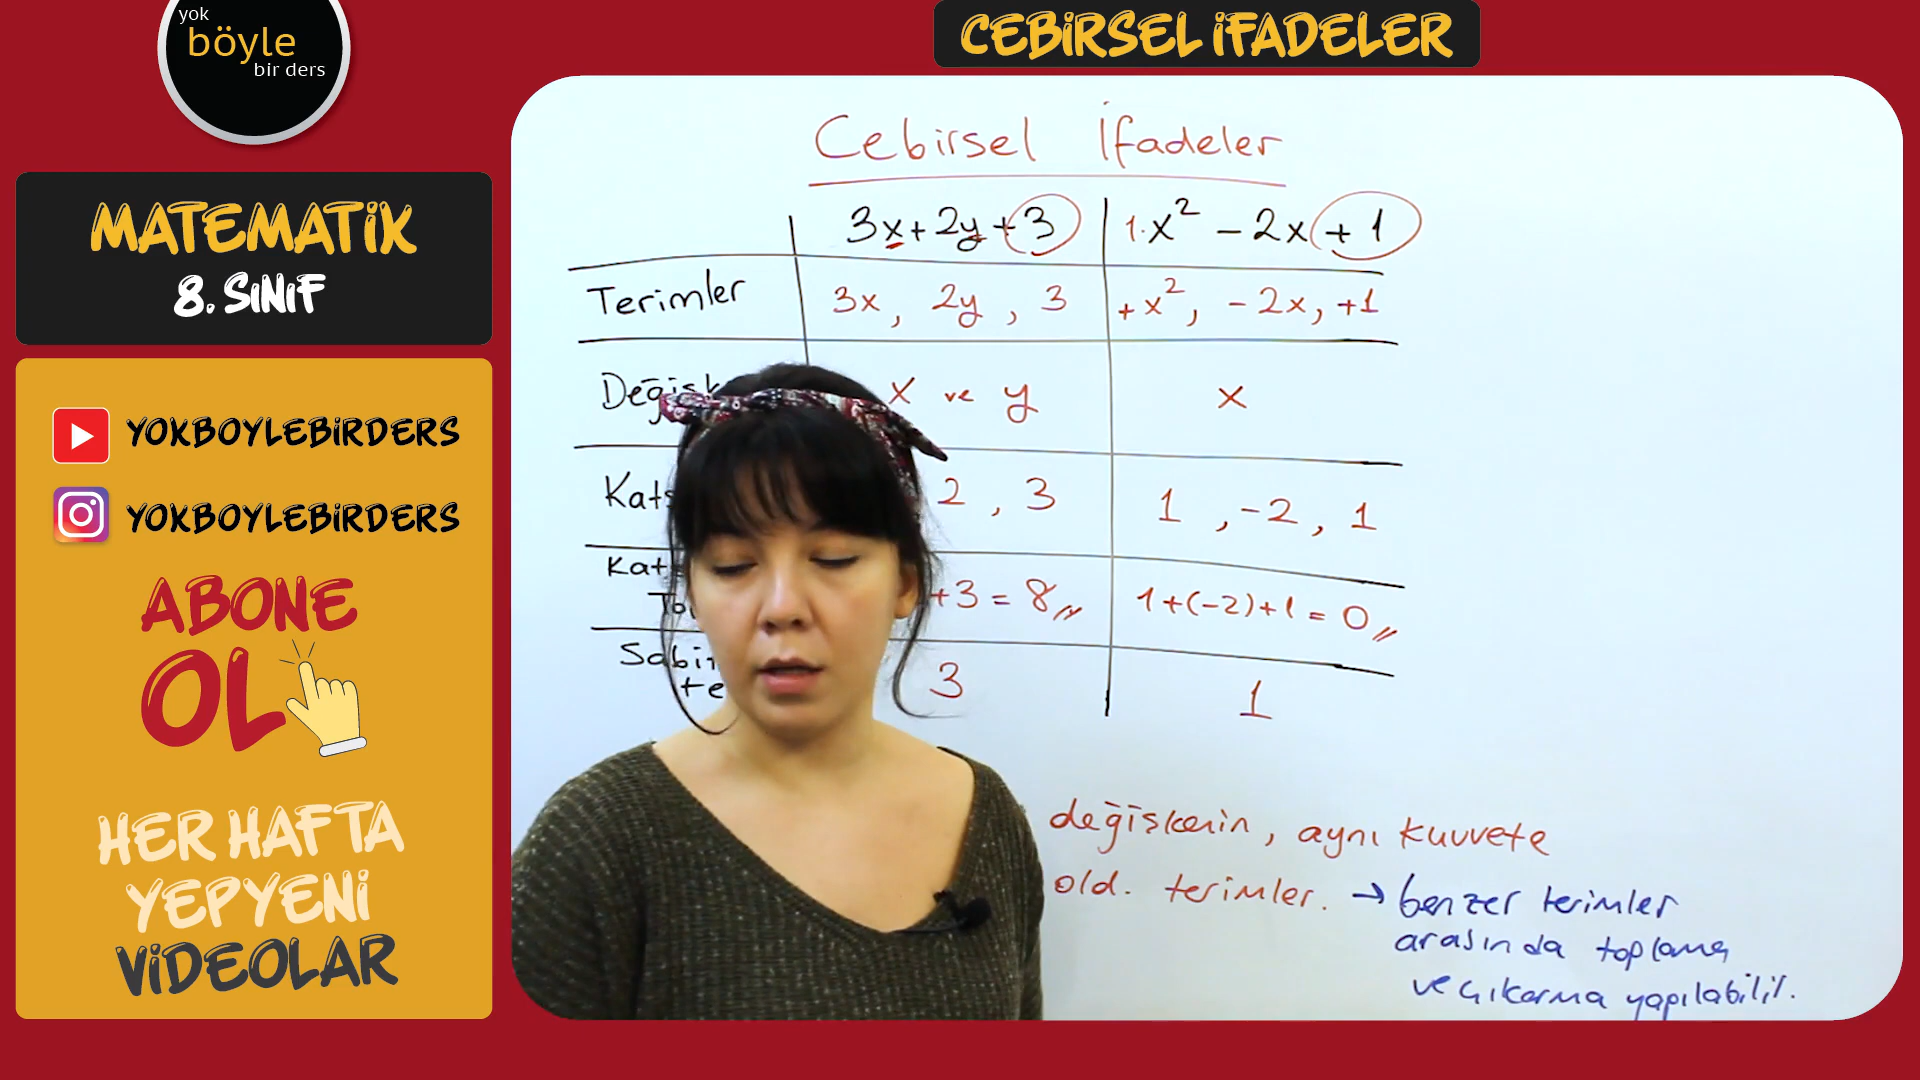 yok
böyle
bir ders
CEBİRSEL İFADELER
MATEMATİK
8. SINIF
YOKBOYLEBİRDERS
YOKBOYLEBİRDERS
ABONE
OL
HER HAFTA
YEPYENİ
VİDEOLAR
Cebirsel İfadeler
3x+2y+3 1·x² -2x+1
Terimler 3x, 2y, 3 +x², -2x, +1
x ve y x
2, 3 1, -2, 1
+3=8 1+(-2)+1=0
3 1
değişkenin, aynı kuvvete
old. terimler. → benzer terimler
arasında toplama
ve çıkarma yapılabilir.